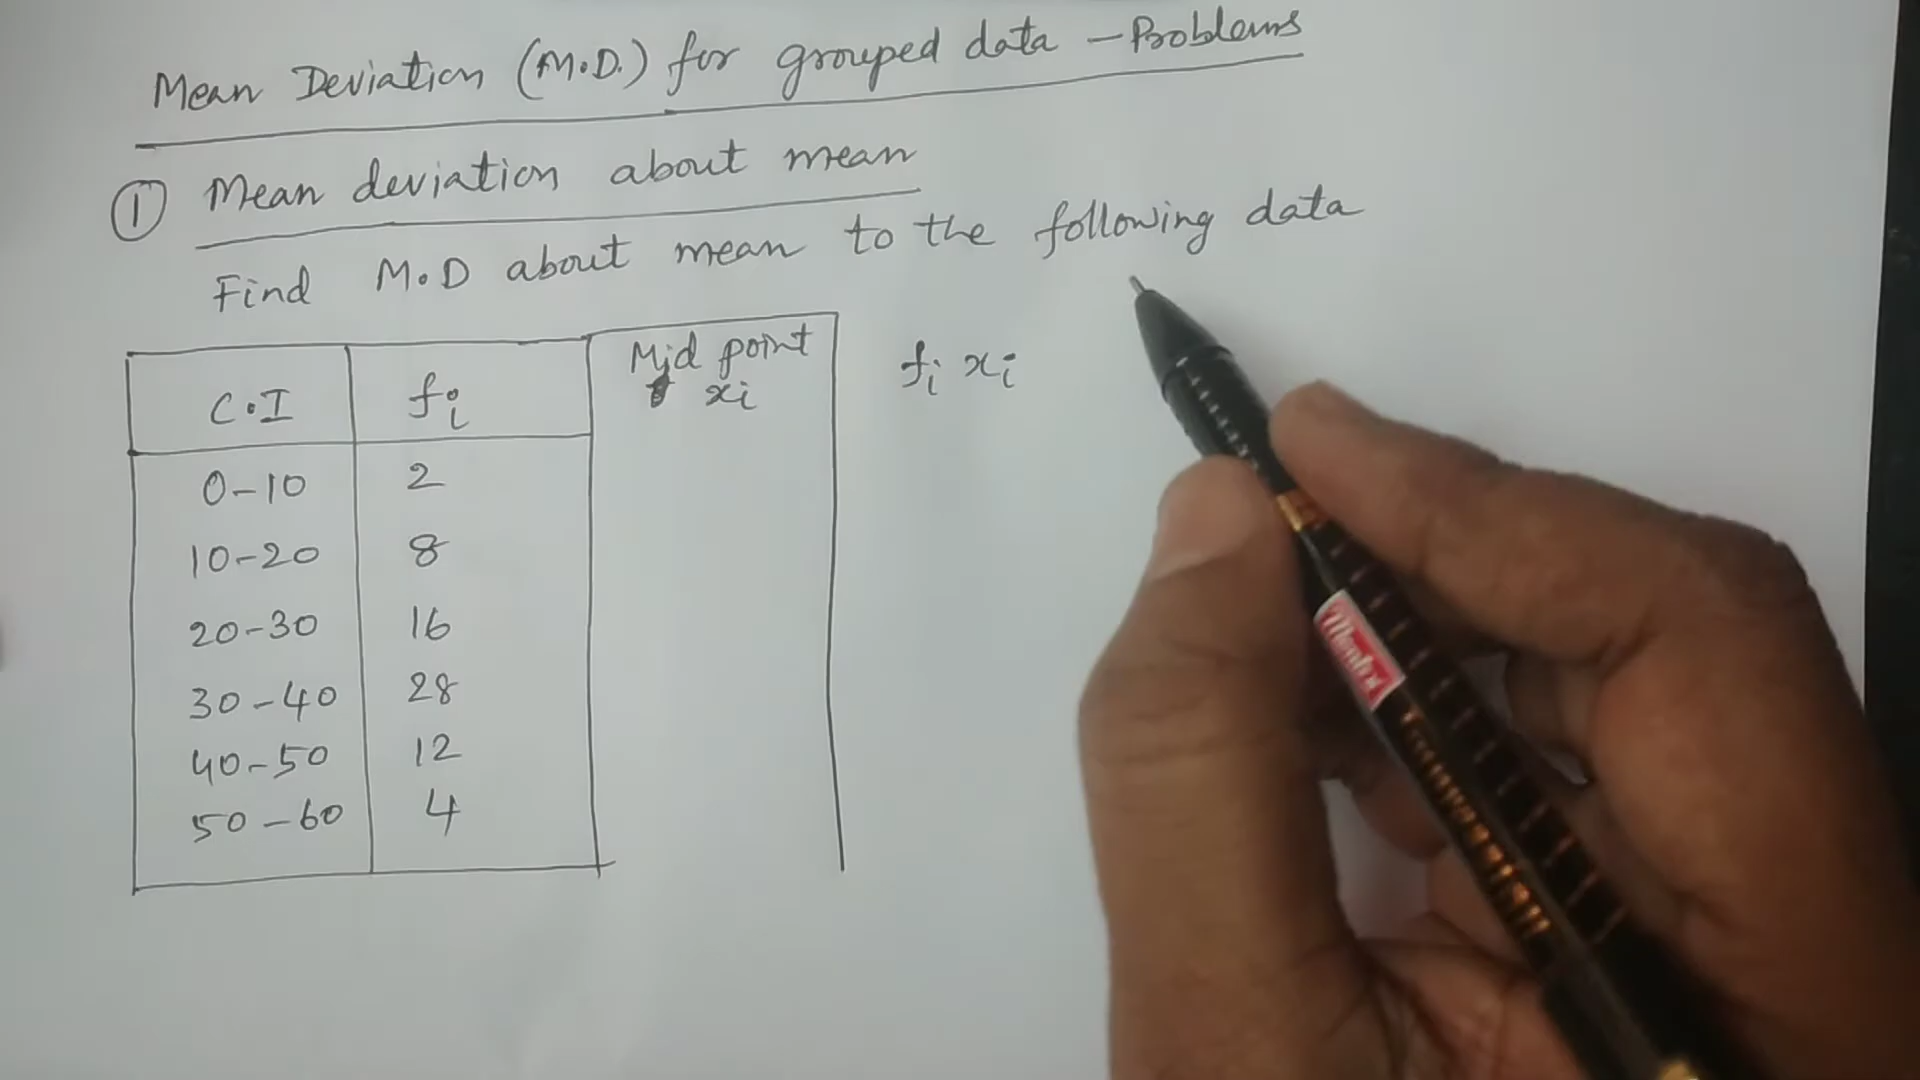 Mean Deviation (M.D.) for grouped data - Problems
① Mean deviation about mean
Find M.D about mean to the following data
C.I fi Mid point xi fi xi
0-10 2
10-20 8
20-30 16
30-40 28
40-50 12
50-60 4